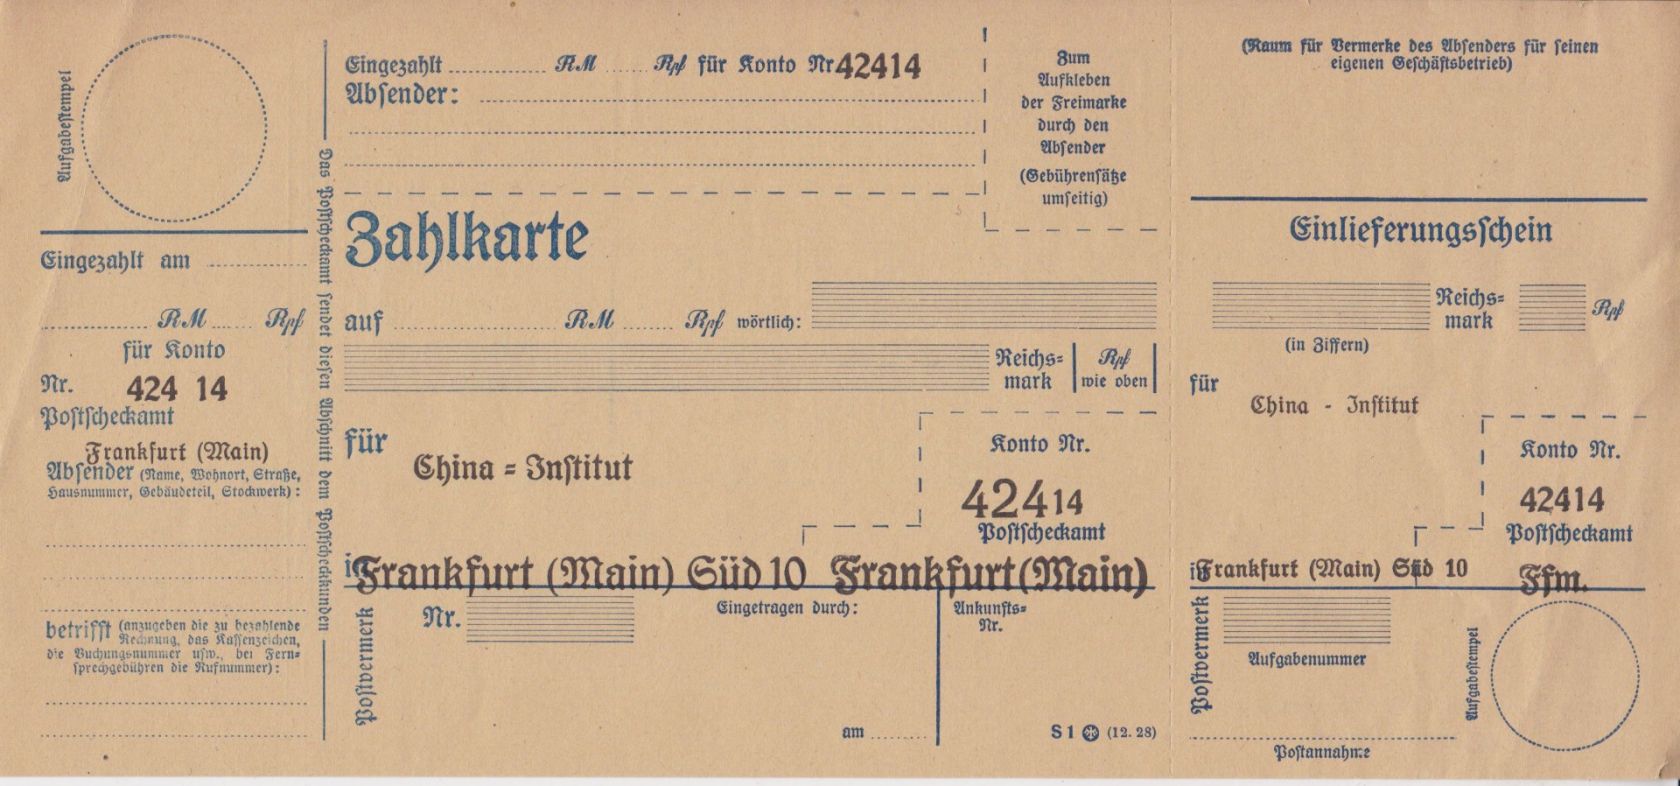 Aufgabestempel
Eingezahlt am
RM Rpf
für Konto
Nr. 424 14
Postscheckamt
Frankfurt (Main)
Absender (Name, Wohnort, Straße,
Hausnummer, Gebäudeteil, Stockwerk):
betrifft (anzugeben die zu bezahlende
Rechnung, das Kassenzeichen,
die Buchungsnummer usw., bei Fern=
sprechgebühren die Rufnummer):
Das Postscheckamt sendet diesen Abschnitt dem Postscheckkunden
Eingezahlt RM Rpf für Konto Nr 42414
Absender:
Zum
Aufkleben
der Freimarke
durch den
Absender
(Gebührensätze
umseitig)
Zahlkarte
auf RM Rpf wörtlich:
Reichs=
mark
Rpf
wie oben
für
China = Institut
Konto Nr.
42414
Postscheckamt
in Frankfurt (Main) Süd 10 Frankfurt (Main)
Postvermerk
Nr.
Eingetragen durch:
Ankunfts=
Nr.
am
S 1 (12. 28)
(Raum für Vermerke des Absenders für seinen
eigenen Geschäftsbetrieb)
Einlieferungsschein
Reichs=
mark
Rpf
(in Ziffern)
für
China - Institut
Konto Nr.
42414
Postscheckamt
in Frankfurt (Main) Süd 10 Ffm.
Postvermerk
Aufgabenummer
Aufgabestempel
Postannahme